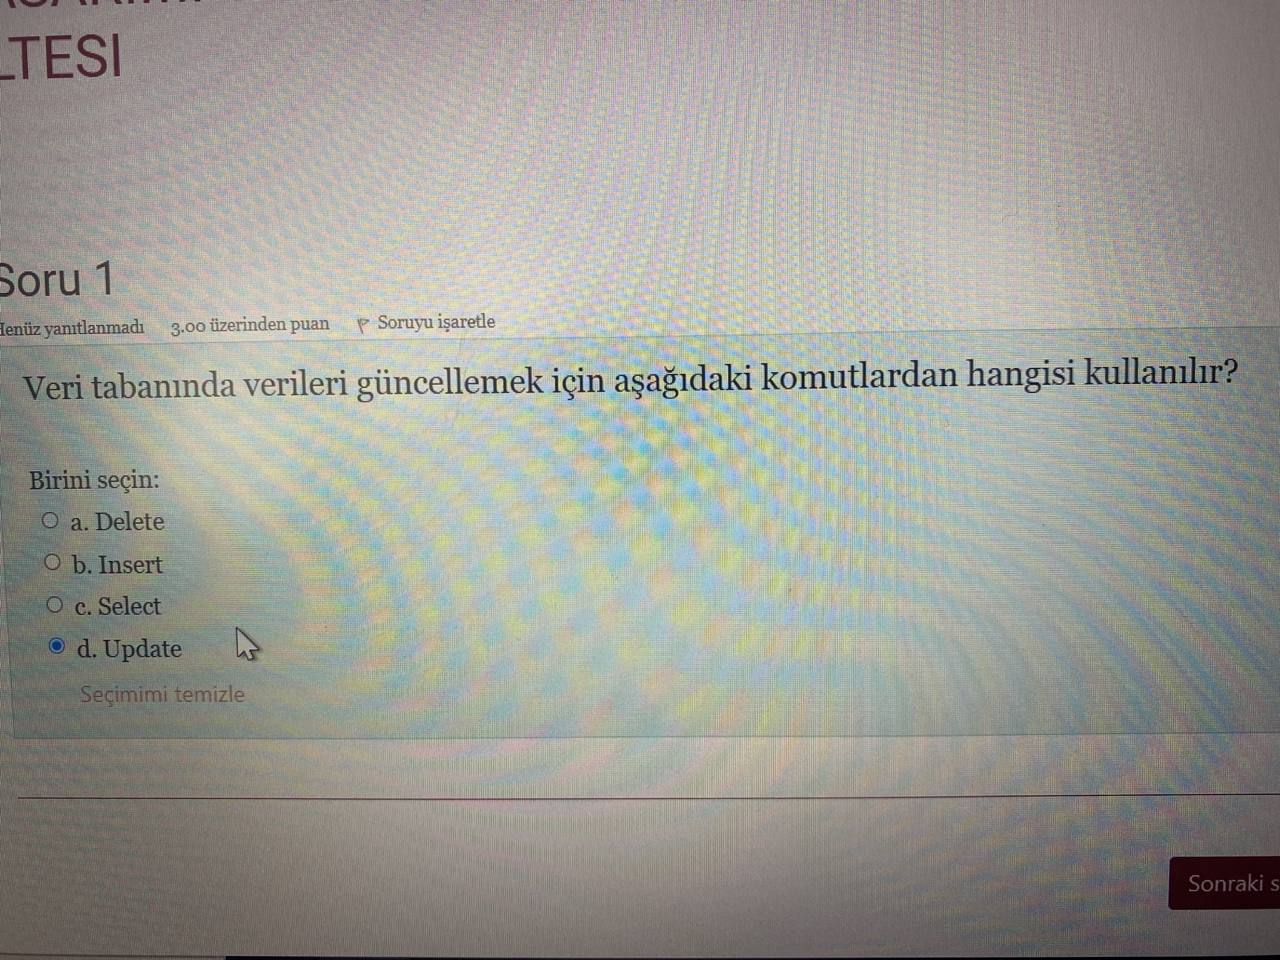 LTESI
Soru 1
Henüz yanıtlanmadı 3.00 üzerinden puan Soruyu işaretle
Veri tabanında verileri güncellemek için aşağıdaki komutlardan hangisi kullanılır?
Birini seçin:
a. Delete
b. Insert
c. Select
d. Update
Seçimimi temizle
Sonraki s